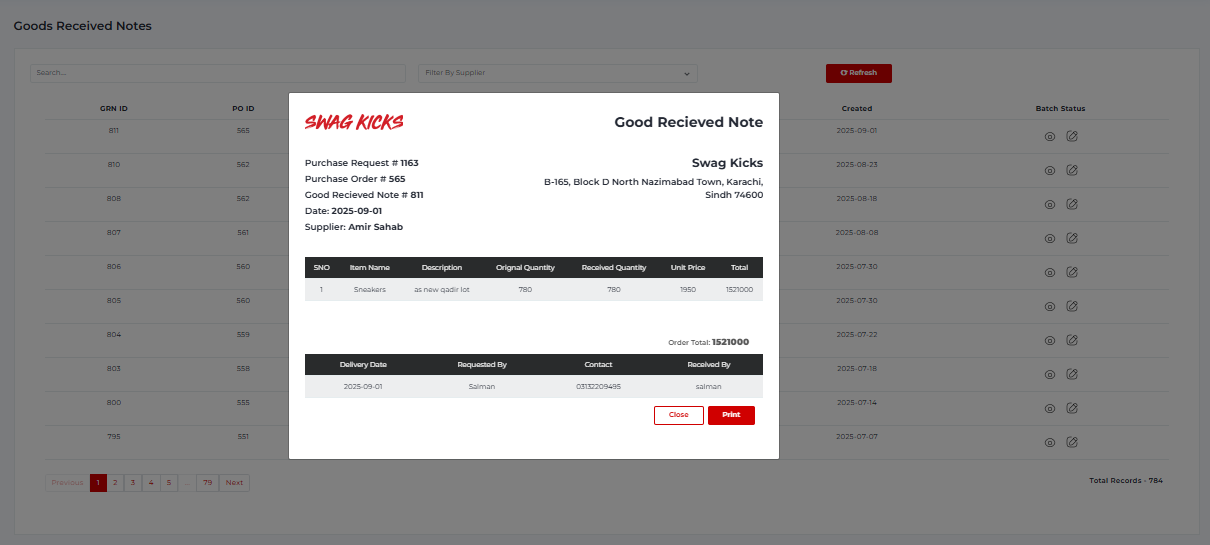 Goods Received Notes
Search...
Filter By Supplier
Refresh
GRN ID PO ID Created Batch Status
811 565 2025-09-01
810 562 2025-08-23
808 562 2025-08-18
807 561 2025-08-08
806 560 2025-07-30
805 560 2025-07-30
804 559 2025-07-22
803 558 2025-07-18
800 555 2025-07-14
795 551 2025-07-07
Previous 1 2 3 4 5 ... 79 Next
Total Records - 784
SWAG KICKS
Good Recieved Note
Purchase Request # 1163
Purchase Order # 565
Good Recieved Note # 811
Date: 2025-09-01
Supplier: Amir Sahab
Swag Kicks
B-165, Block D North Nazimabad Town, Karachi,
Sindh 74600
SNO Item Name Description Orignal Quantity Received Quantity Unit Price Total
1 Sneakers as new qadir lot 780 780 1950 1521000
Order Total: 1521000
Delivery Date Requested By Contact Received By
2025-09-01 Salman 03132209495 salman
Close
Print